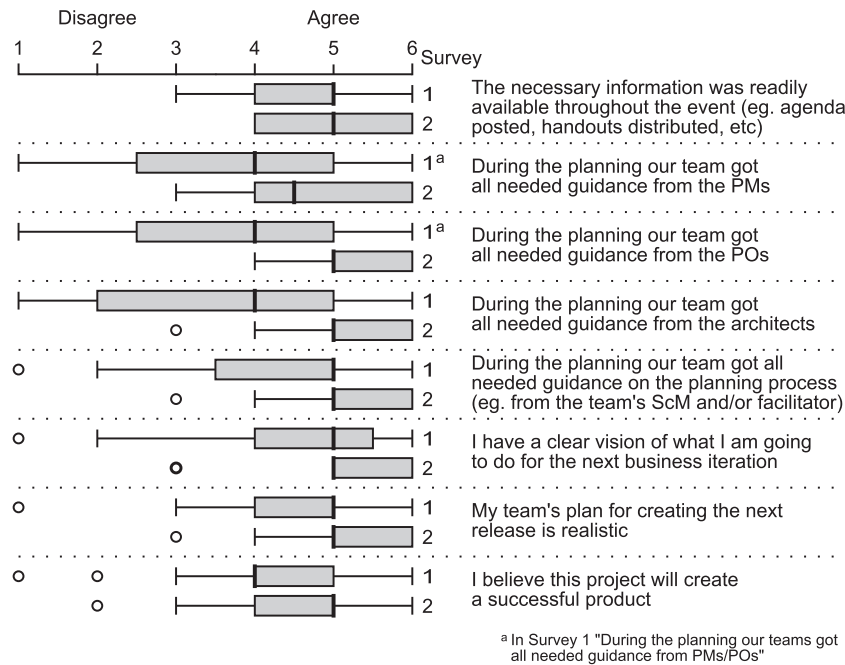 Disagree Agree
1 2 3 4 5 6 Survey
1 The necessary information was readily
available throughout the event (eg. agenda
2 posted, handouts distributed, etc)
1a During the planning our team got
2 all needed guidance from the PMs
1a During the planning our team got
2 all needed guidance from the POs
1 During the planning our team got
2 all needed guidance from the architects
1 During the planning our team got all
needed guidance on the planning process
2 (eg. from the team's ScM and/or facilitator)
1 I have a clear vision of what I am going
2 to do for the next business iteration
1 My team's plan for creating the next
2 release is realistic
1 I believe this project will create
2 a successful product
a In Survey 1 "During the planning our teams got
all needed guidance from PMs/POs"